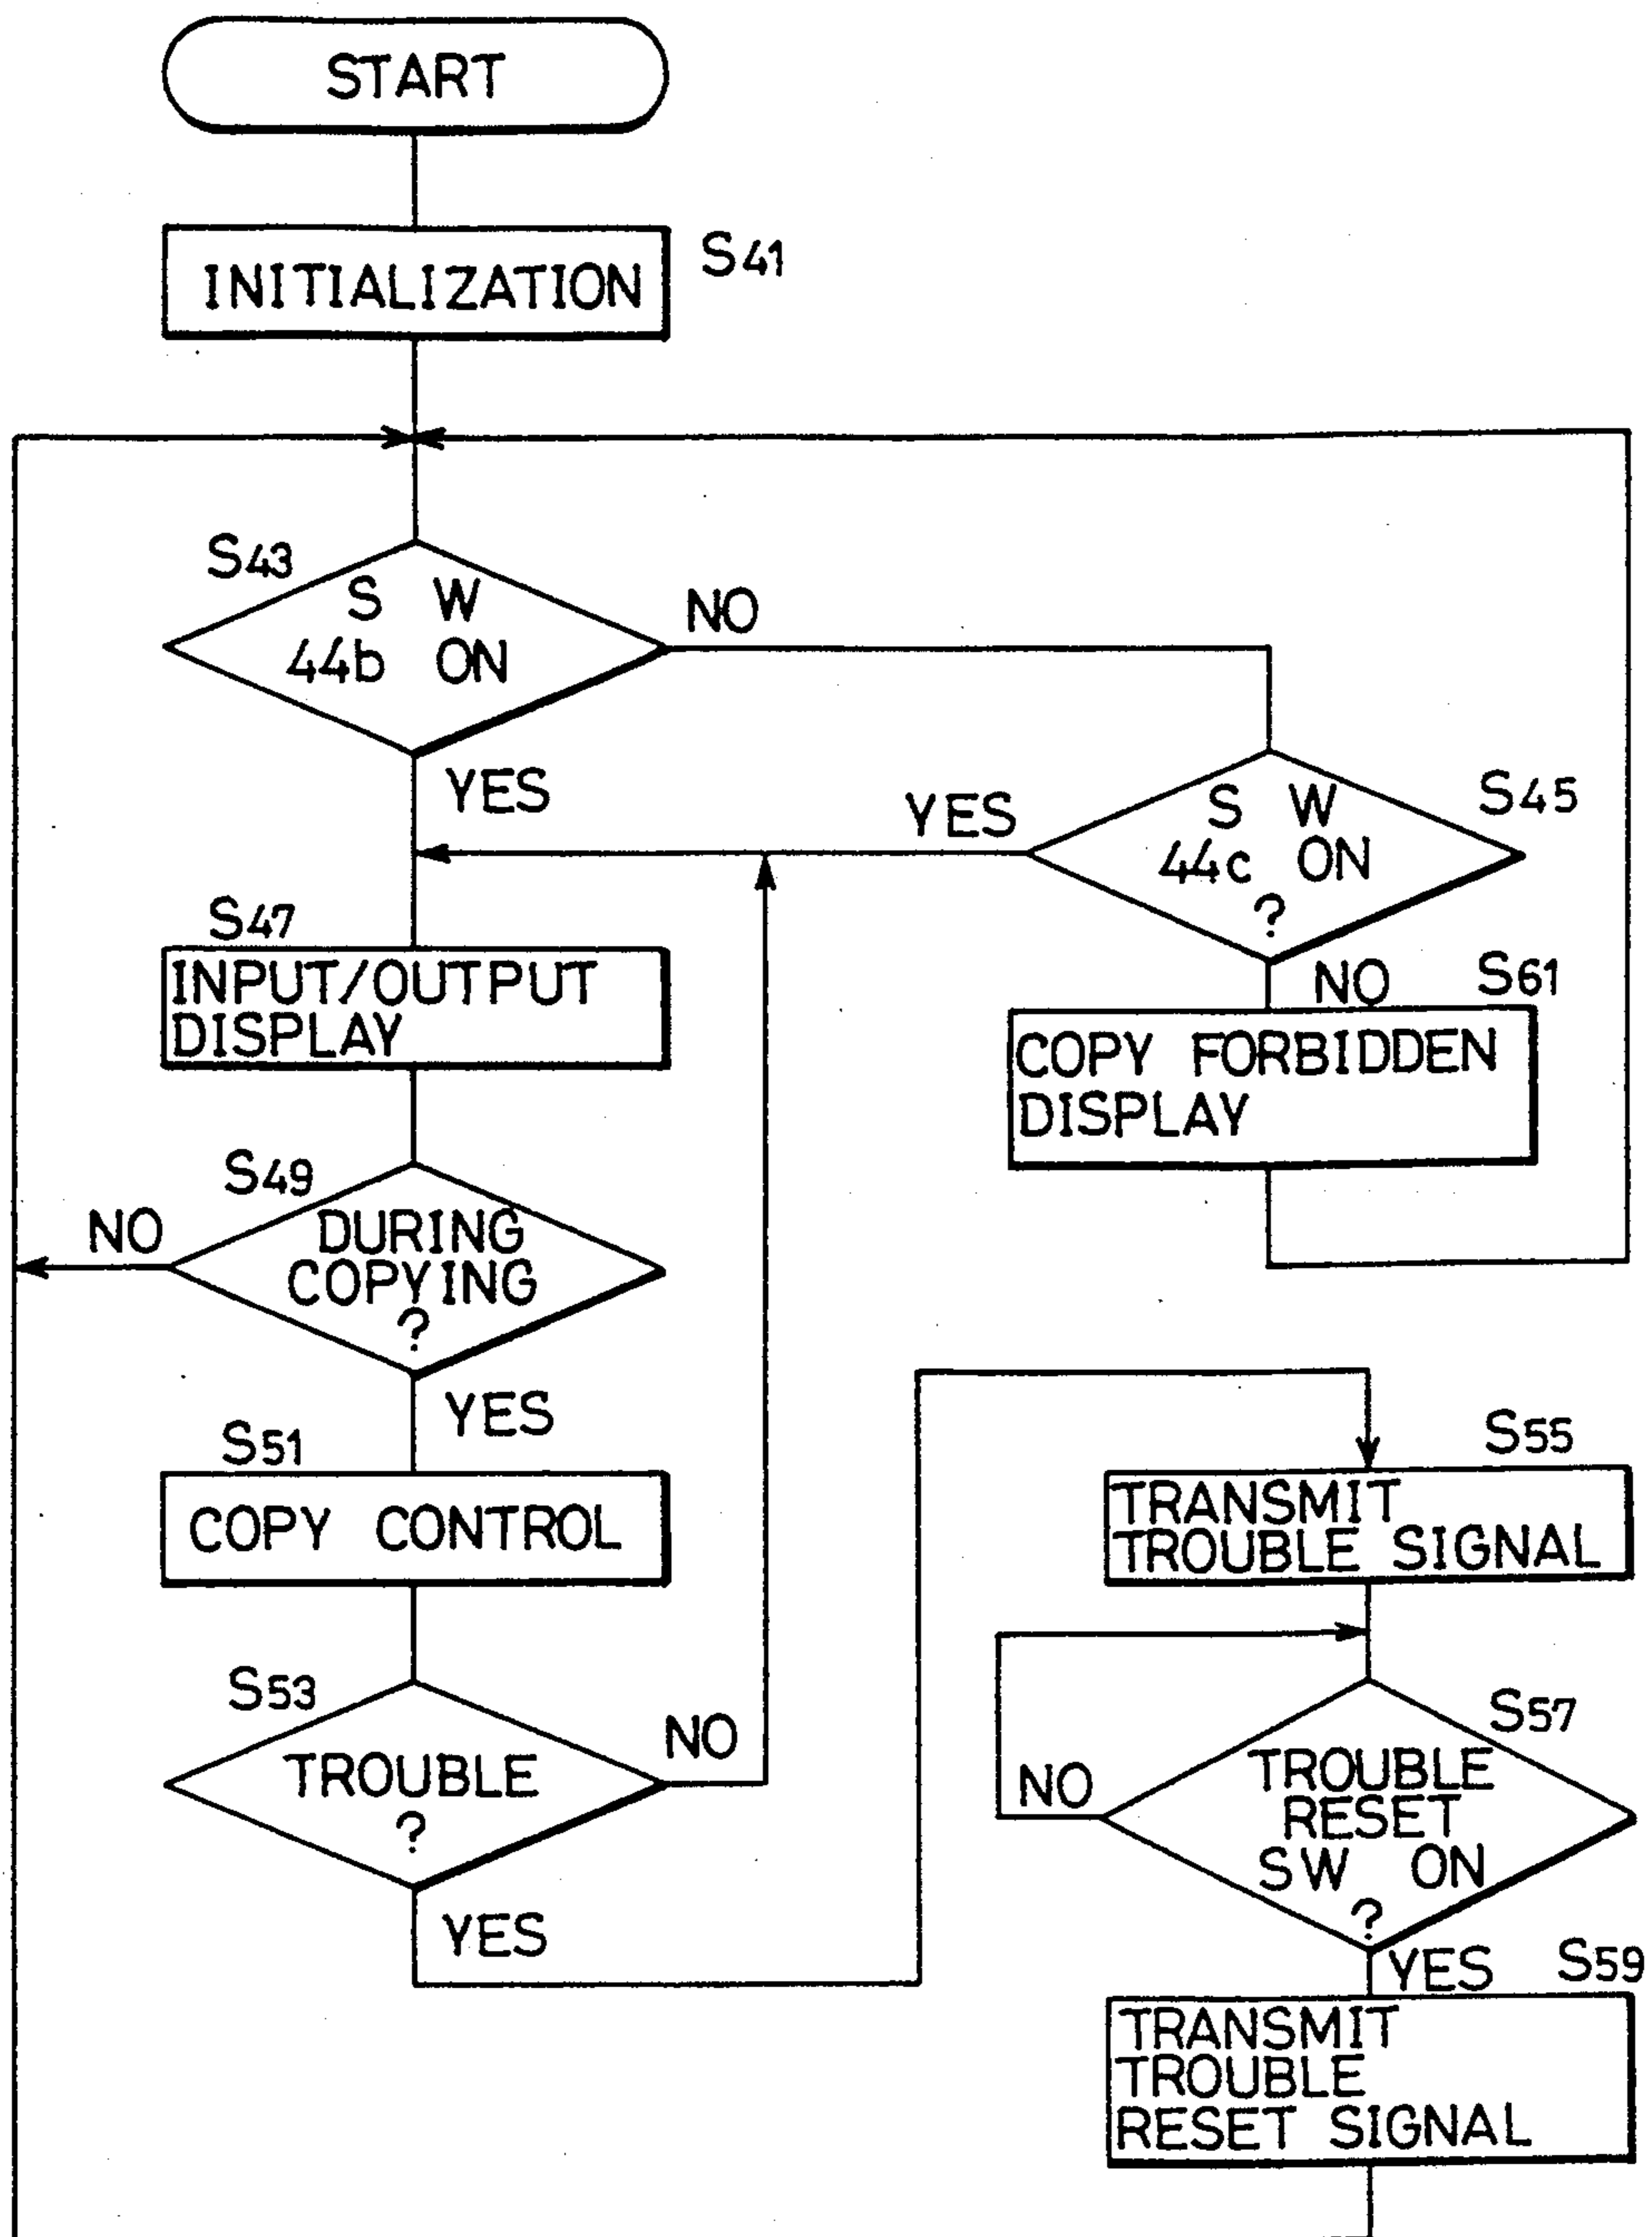 START
INITIALIZATION
S41
S43
S W
44b ON
NO
YES
S45
S W
44c ON
?
YES
NO
S61
COPY FORBIDDEN
DISPLAY
S47
INPUT/OUTPUT
DISPLAY
S49
DURING
COPYING
?
NO
YES
S51
COPY CONTROL
S53
TROUBLE
?
NO
YES
S55
TRANSMIT
TROUBLE SIGNAL
S57
TROUBLE
RESET
SW ON
?
NO
YES
S59
TRANSMIT
TROUBLE
RESET SIGNAL